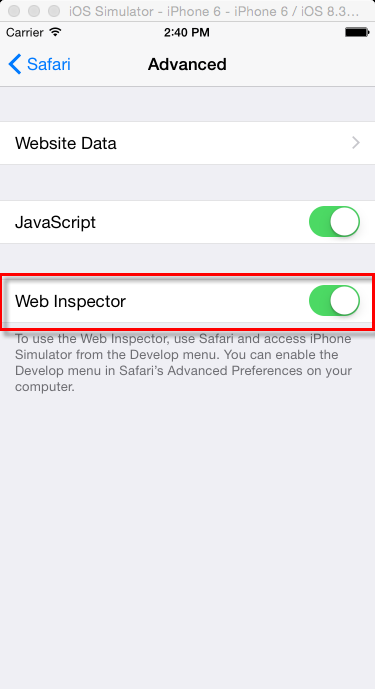 iOS Simulator - iPhone 6 - iPhone 6 / iOS 8.3...
Carrier 2:40 PM
Safari Advanced
Website Data
JavaScript
Web Inspector
To use the Web Inspector, use Safari and access iPhone
Simulator from the Develop menu. You can enable the
Develop menu in Safari's Advanced Preferences on your
computer.